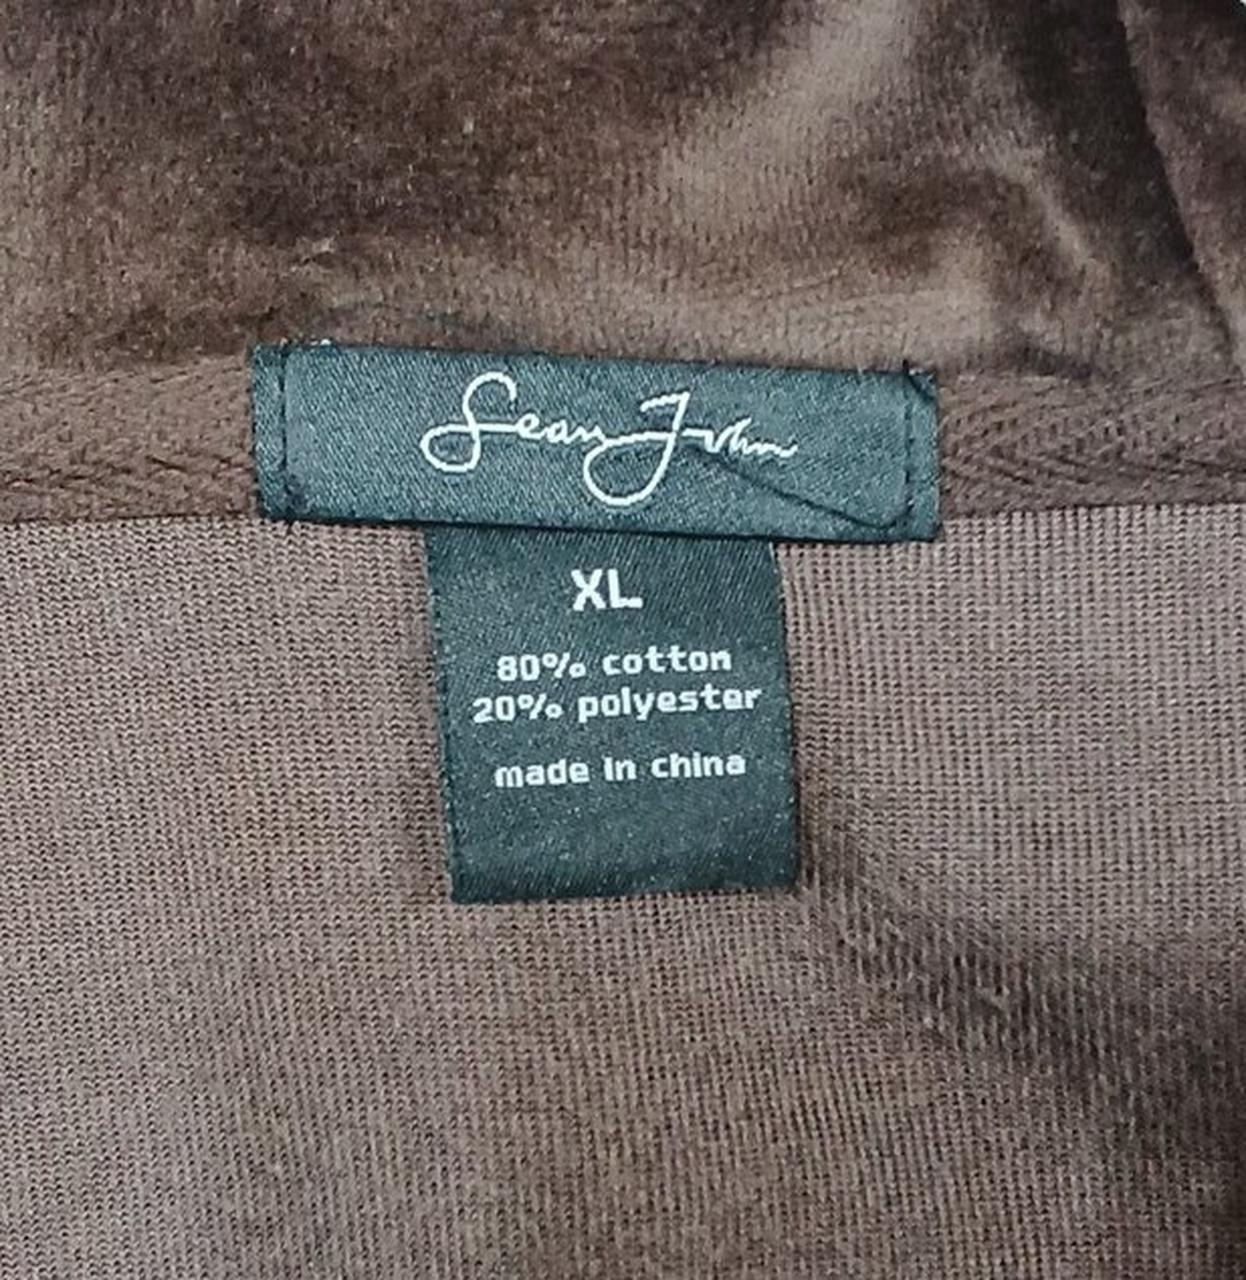 Sean John
XL
80% cotton
20% polyester
made in china